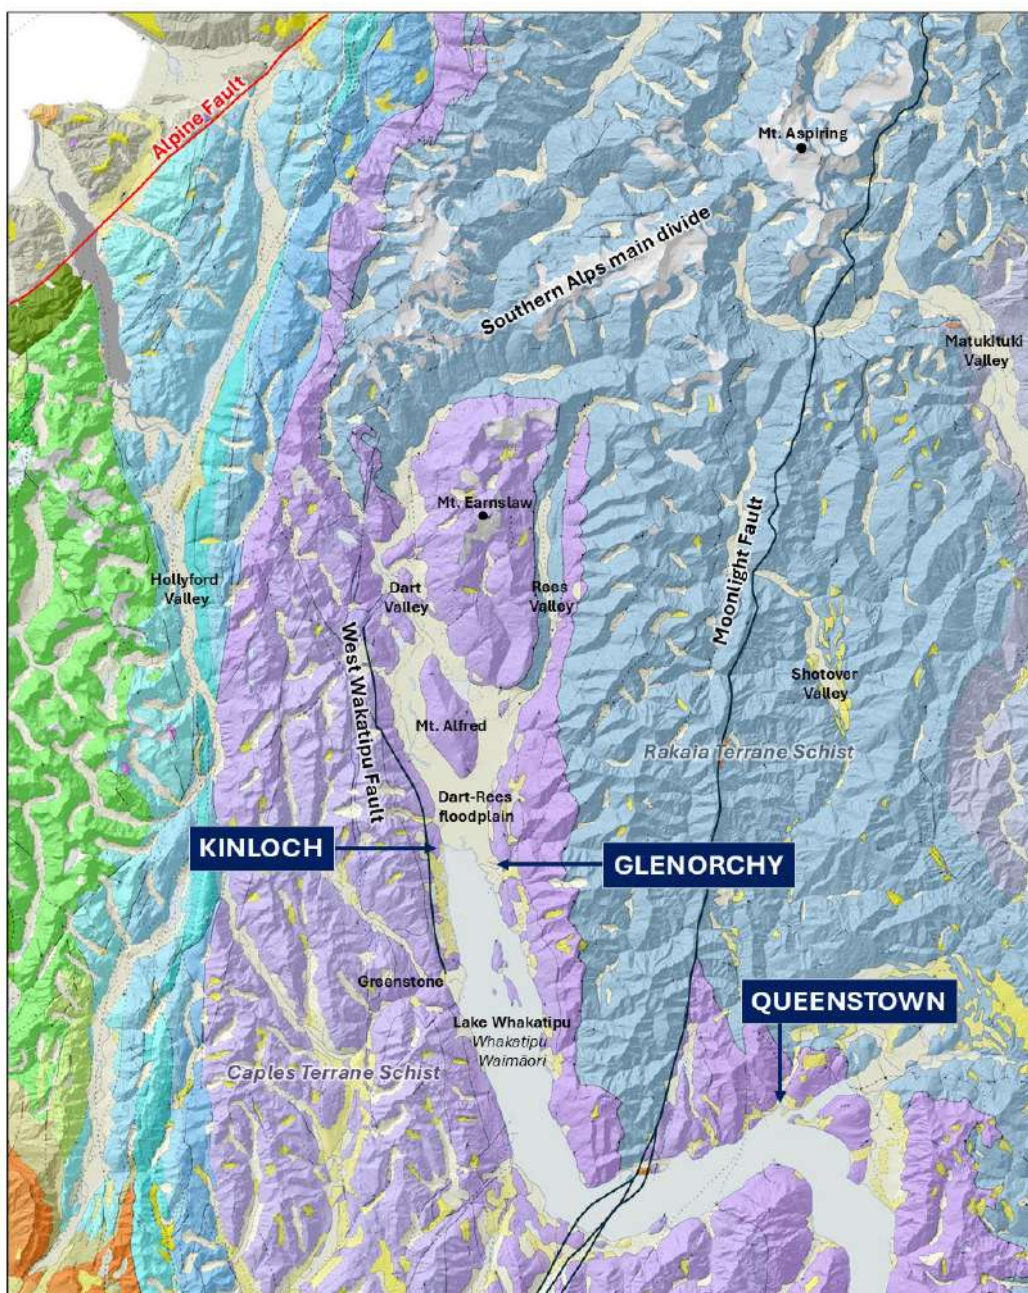 Alpine Fault
Mt. Aspiring
Southern Alps main divide
Matukituki
Valley
Mt. Earnslaw
Hollyford
Valley
Dart
Valley
Rees
Valley
Moonlight Fault
West Wakatipu Fault
Shotover
Valley
Mt. Alfred
Rakaia Terrane Schist
Dart-Rees
floodplain
KINLOCH
GLENORCHY
Greenstone
QUEENSTOWN
Lake Whakatipu
Whakatipu
Waimāori
Caples Terrane Schist